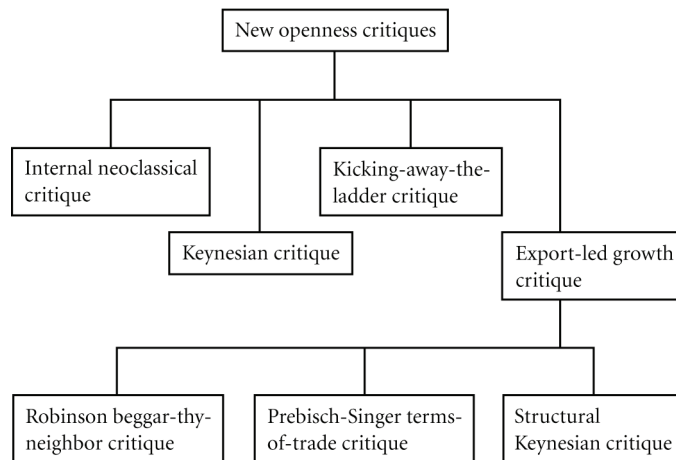 New openness critiques
Internal neoclassical
critique
Kicking-away-the-
ladder critique
Keynesian critique
Export-led growth
critique
Robinson beggar-thy-
neighbor critique
Prebisch-Singer terms-
of-trade critique
Structural
Keynesian critique